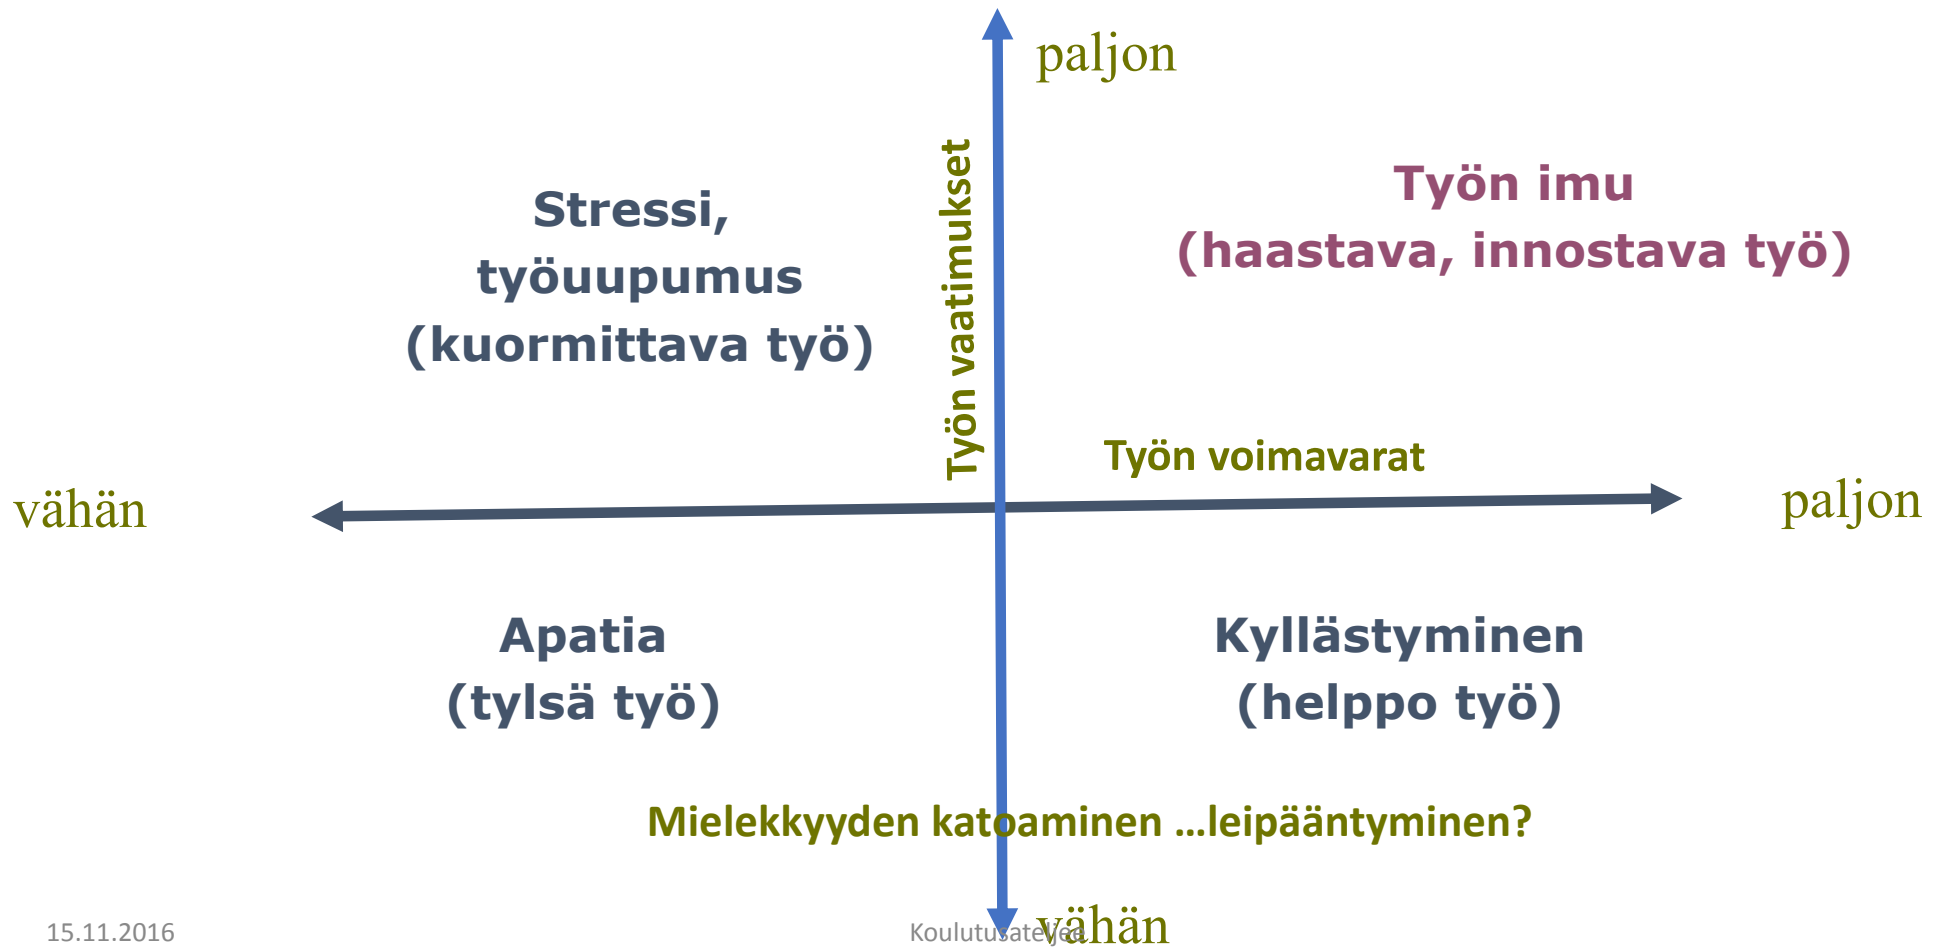 paljon
Työn vaatimukset
Stressi,
työuupumus
(kuormittava työ)
Työn imu
(haastava, innostava työ)
Työn voimavarat
vähän
paljon
Apatia
(tylsä työ)
Kyllästyminen
(helppo työ)
Mielekkyyden katoaminen …leipääntyminen?
vähän
15.11.2016
Koulutusateljee